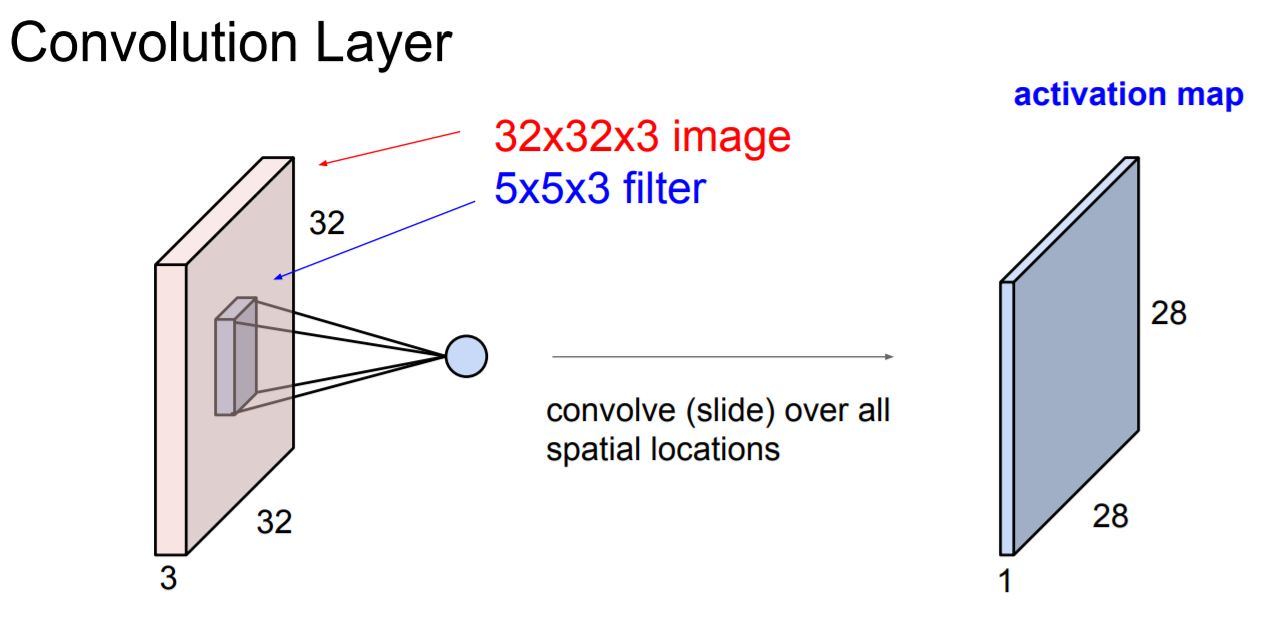 Convolution Layer
activation map
32x32x3 image
5x5x3 filter
32
28
convolve (slide) over all
spatial locations
32
28
3
1